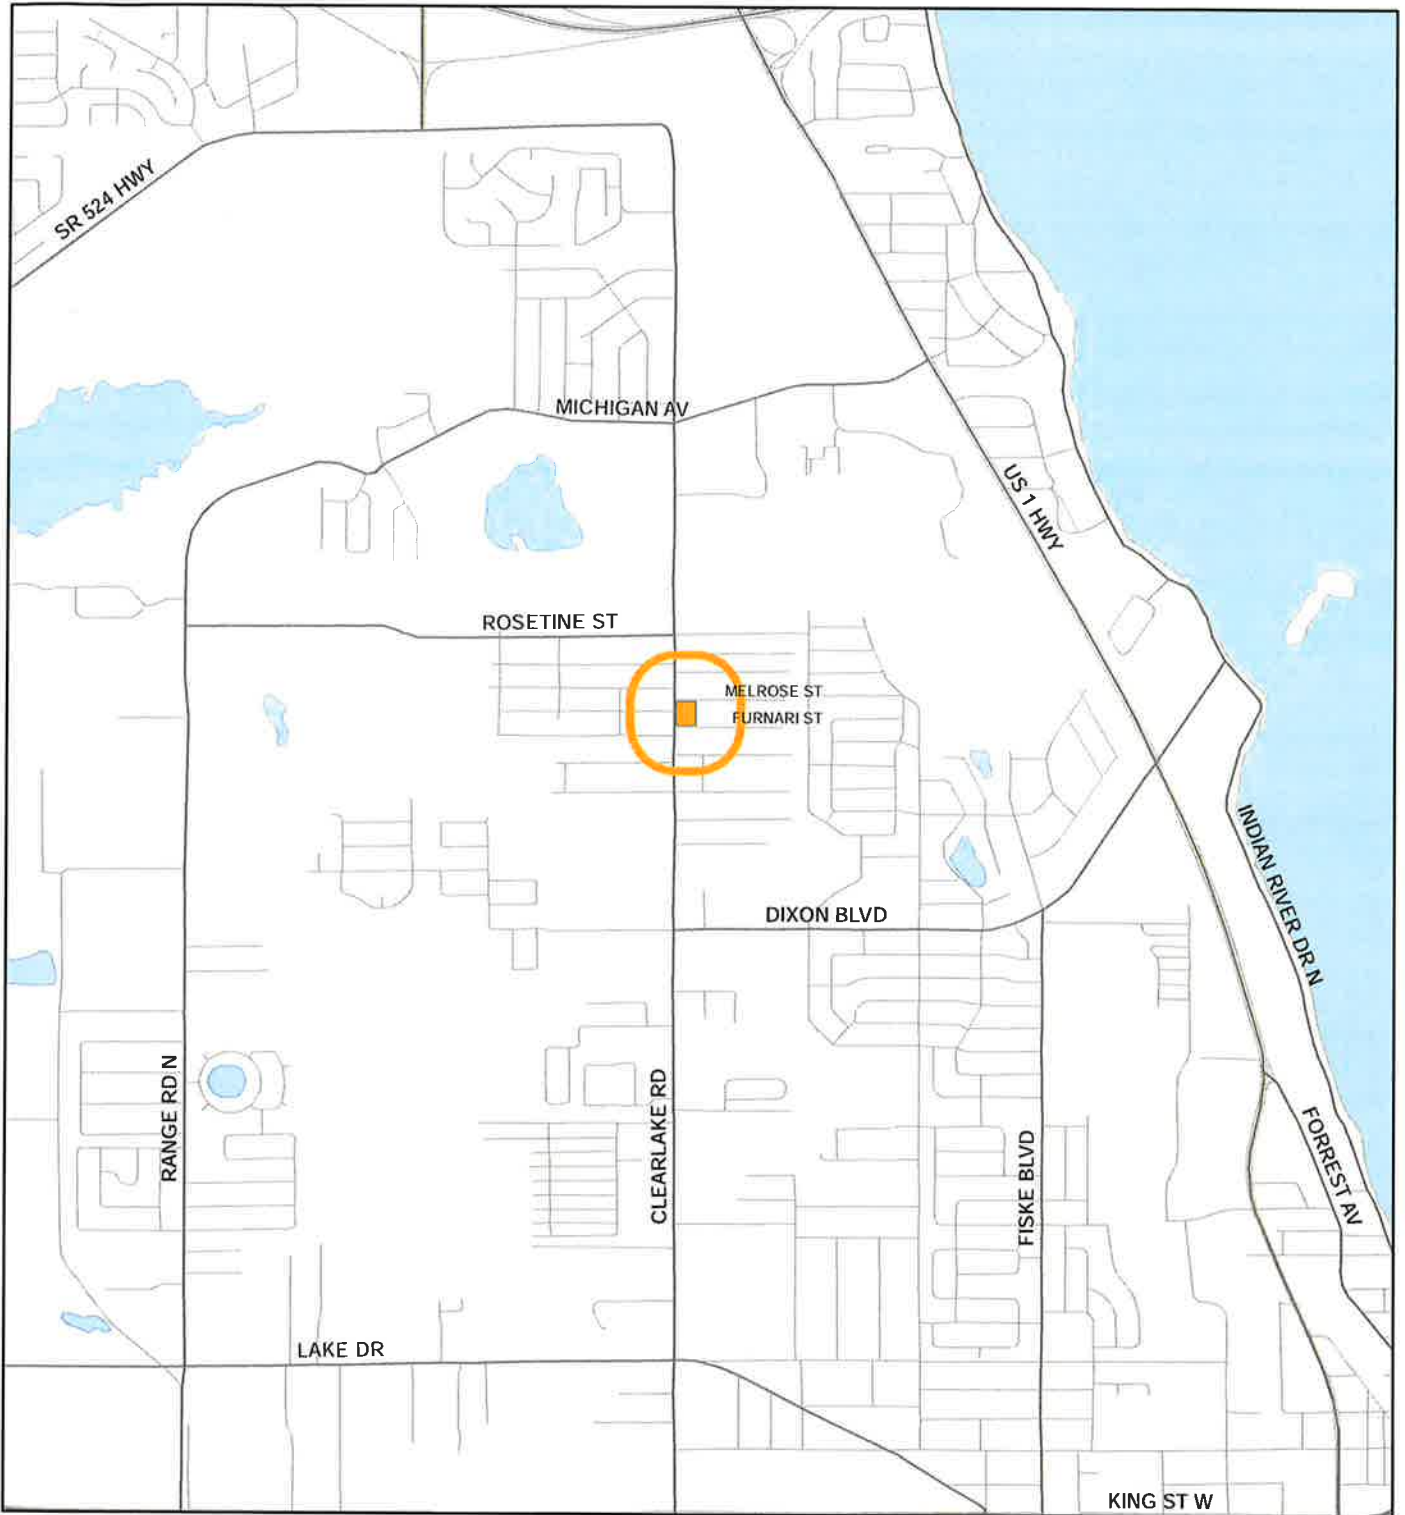 SR 524 HWY
MICHIGAN AV
US 1 HWY
ROSETINE ST
MELROSE ST
FURNARI ST
INDIAN RIVER DR N
DIXON BLVD
RANGE RD N
CLEARLAKE RD
FISKE BLVD
FORREST AV
LAKE DR
KING ST W